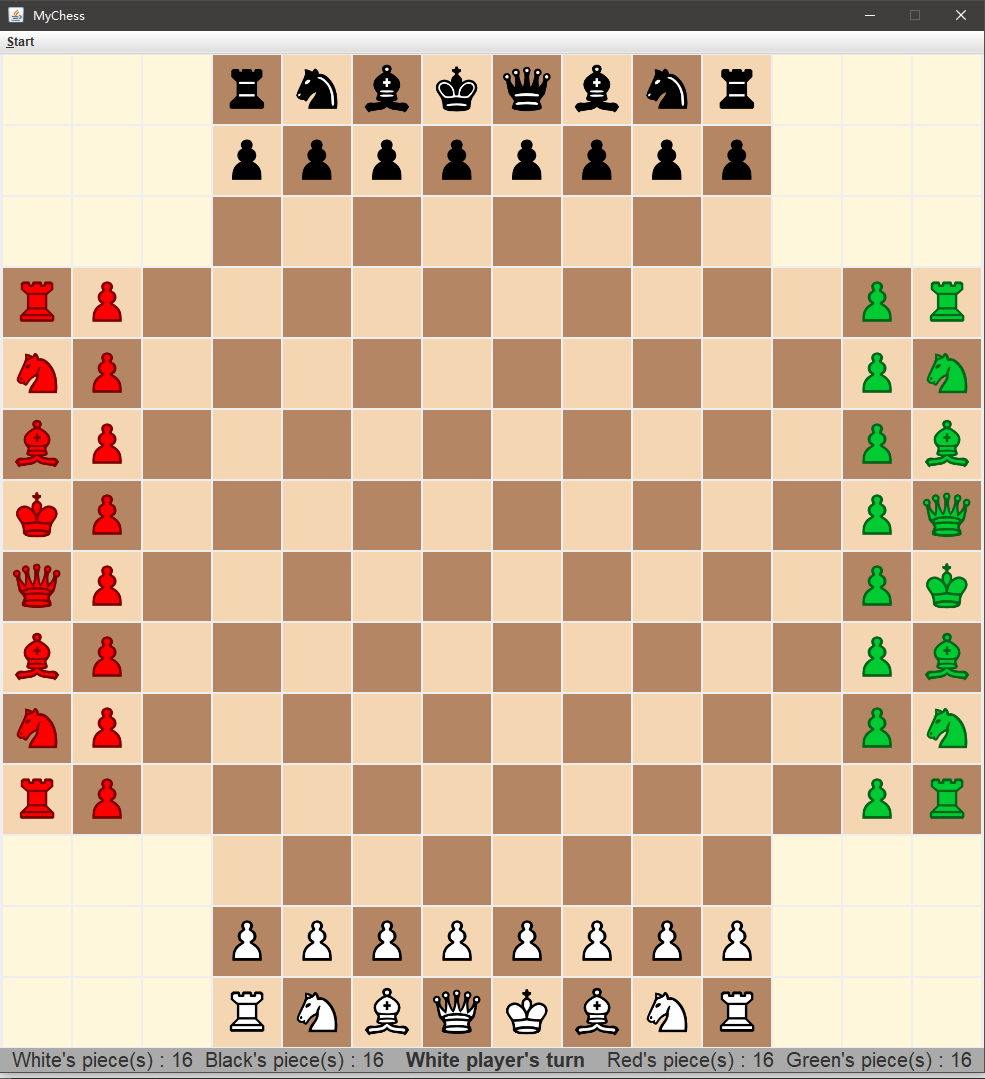 MyChess
Start
White's piece(s) : 16 Black's piece(s) : 16 White player's turn Red's piece(s) : 16 Green's piece(s) : 16